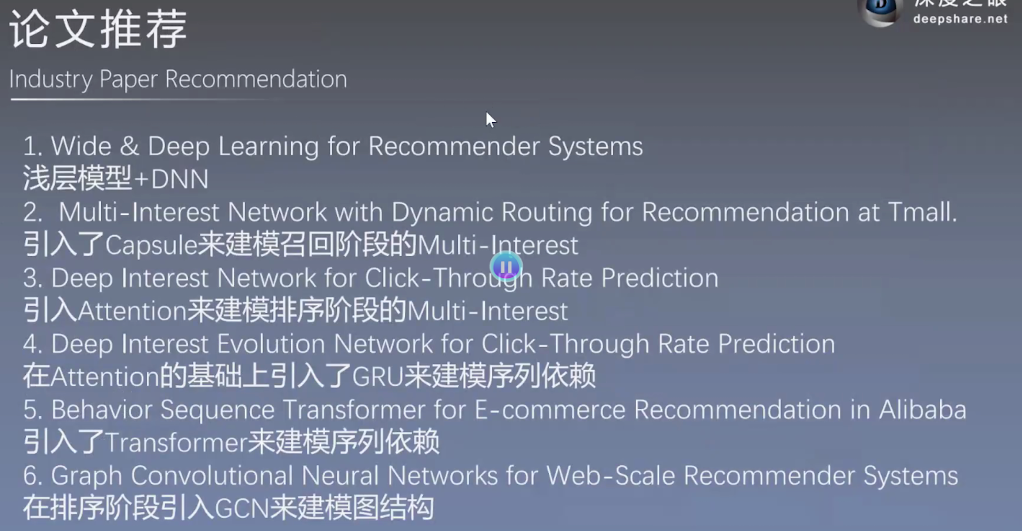 论文推荐
深度之眼
deepshare.net
Industry Paper Recommendation
1. Wide & Deep Learning for Recommender Systems
浅层模型+DNN
2. Multi-Interest Network with Dynamic Routing for Recommendation at Tmall.
引入了Capsule来建模召回阶段的Multi-Interest
3. Deep Interest Network for Click-Through Rate Prediction
引入Attention来建模排序阶段的Multi-Interest
4. Deep Interest Evolution Network for Click-Through Rate Prediction
在Attention的基础上引入了GRU来建模序列依赖
5. Behavior Sequence Transformer for E-commerce Recommendation in Alibaba
引入了Transformer来建模序列依赖
6. Graph Convolutional Neural Networks for Web-Scale Recommender Systems
在排序阶段引入GCN来建模图结构